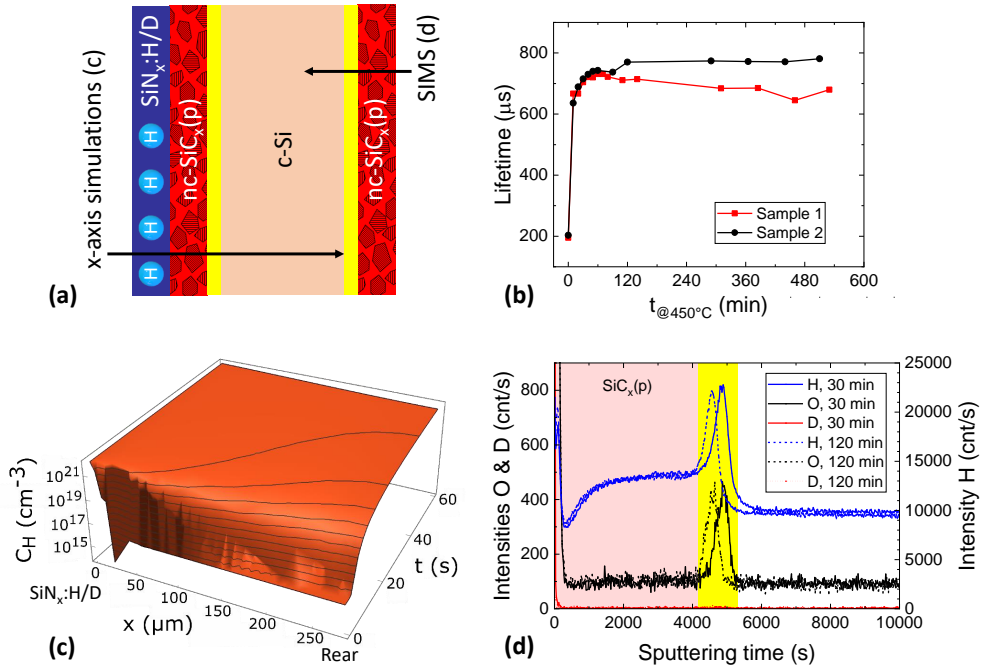 (a)
x-axis simulations (c)
SiNx:H/D
H
H
H
H
nc-SiCx(p)
c-Si
nc-SiCx(p)
SIMS (d)
(b)
Lifetime (µs)
800
600
400
200
0 120 240 360 480 600
t@450°C (min)
Sample 1
Sample 2
(c)
CH (cm-3)
10^21
10^19
10^17
10^15
0
50
100
150
200
250
SiNx:H/D
x (µm)
Rear
0
20
40
60
t (s)
(d)
Intensities O & D (cnt/s)
800
700
600
500
400
300
200
100
0
SiCx(p)
H, 30 min
O, 30 min
D, 30 min
H, 120 min
O, 120 min
D, 120 min
25000
20000
15000
10000
5000
0
Intensity H (cnt/s)
0 2000 4000 6000 8000 10000
Sputtering time (s)